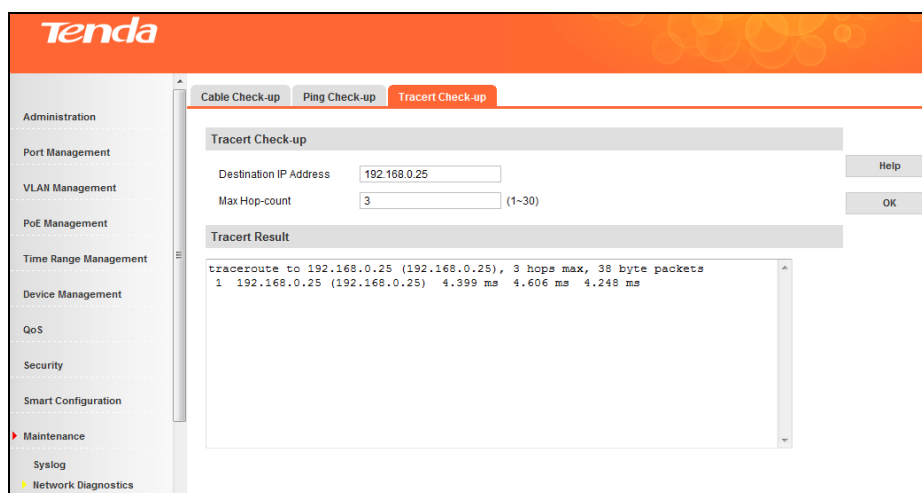 Tenda
Cable Check-up Ping Check-up Tracert Check-up
Administration
Port Management
VLAN Management
PoE Management
Time Range Management
Device Management
QoS
Security
Smart Configuration
Maintenance
Syslog
Network Diagnostics
Tracert Check-up
Destination IP Address 192.168.0.25
Max Hop-count 3 (1~30)
Tracert Result
traceroute to 192.168.0.25 (192.168.0.25), 3 hops max, 38 byte packets
1 192.168.0.25 (192.168.0.25) 4.399 ms 4.606 ms 4.248 ms
Help
OK